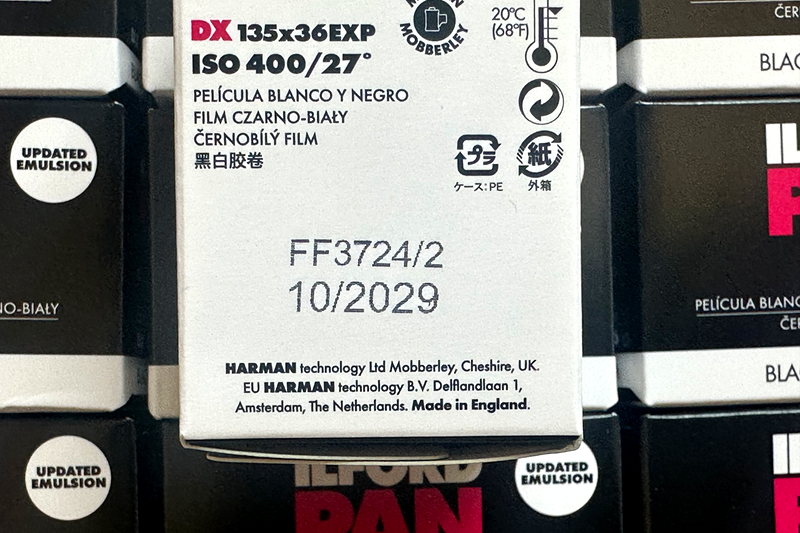 DX 135x36EXP
ISO 400/27°
PELÍCULA BLANCO Y NEGRO
FILM CZARNO-BIAŁY
ČERNOBÍLÝ FILM
黑白胶卷
MOBBERLEY
20°C
(68°F)
プラ
ケース:PE
紙
外箱
FF3724/2
10/2029
HARMAN technology Ltd Mobberley, Cheshire, UK.
EU HARMAN technology B.V. Delflandlaan 1,
Amsterdam, The Netherlands. Made in England.
UPDATED
EMULSION
NO-BIAŁY
UPDATED
EMULSION
ILFORD
PAN
UPDATED
EMULSION
ČER
BLAC
IL
P
PELÍCULA BLANC
ČER
BLA